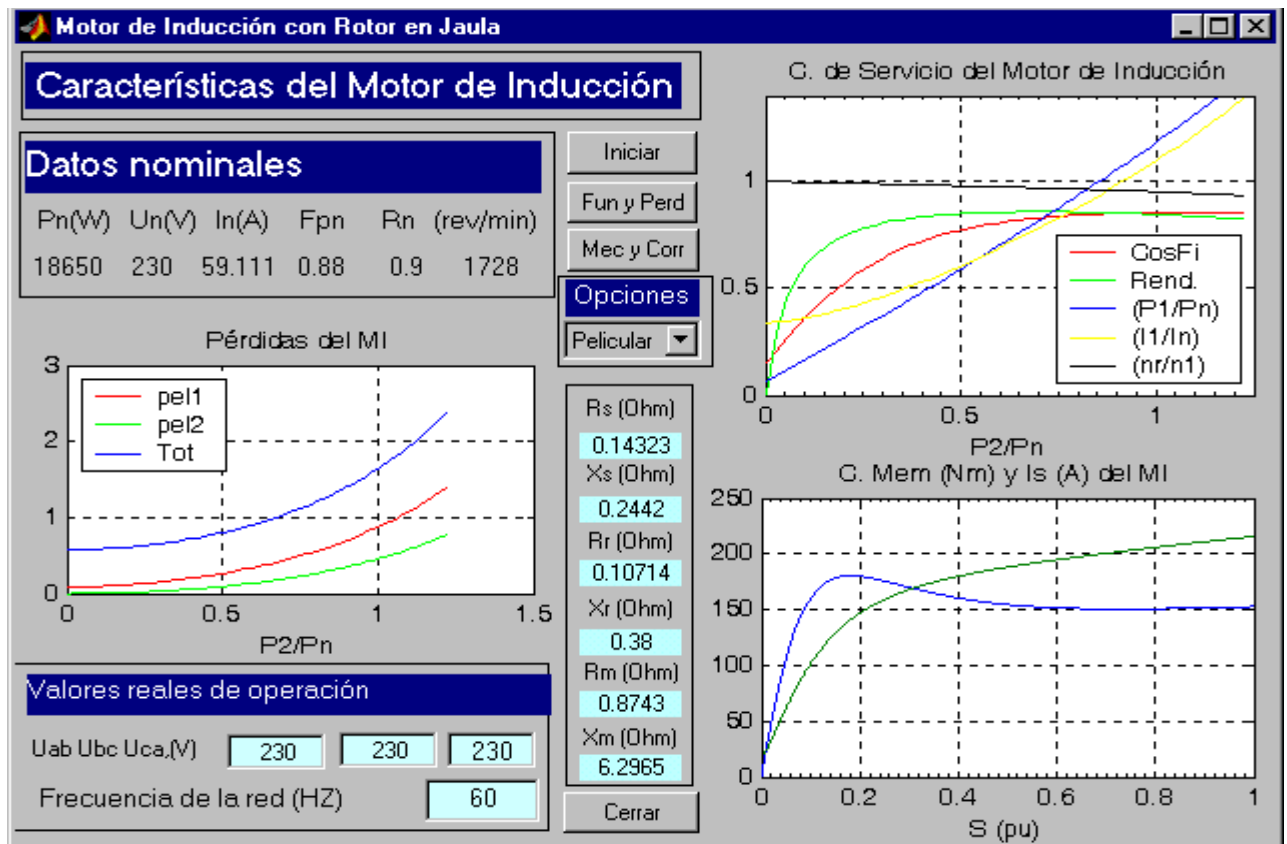 Motor de Inducción con Rotor en Jaula
Características del Motor de Inducción
Datos nominales
Pn(W) Un(V) In(A) Fpn Rn (rev/min)
18650 230 59.111 0.88 0.9 1728
Iniciar
Fun y Perd
Mec y Corr
Opciones
Pelicular
Pérdidas del MI
3
2
1
0
pel1
pel2
Tot
0 0.5 1 1.5
P2/Pn
Valores reales de operación
Uab Ubc Uca,(V) 230 230 230
Frecuencia de la red (HZ) 60
Rs (Ohm)
0.14323
Xs (Ohm)
0.2442
Rr (Ohm)
0.10714
Xr (Ohm)
0.38
Rm (Ohm)
0.8743
Xm (Ohm)
6.2965
Cerrar
C. de Servicio del Motor de Inducción
1
0.5
0
CosFi
Rend.
(P1/Pn)
(I1/In)
(nr/n1)
0 0.5 1
P2/Pn
C. Mem (Nm) y Is (A) del MI
250
200
150
100
50
0
0 0.2 0.4 0.6 0.8 1
S (pu)